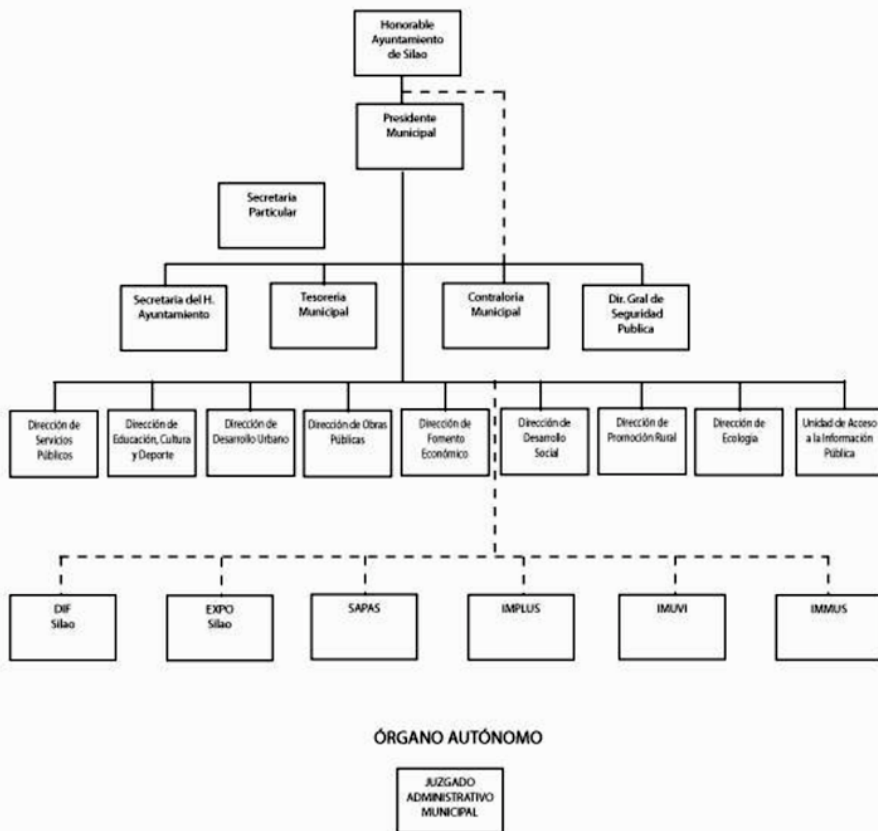 Honorable
Ayuntamiento
de Silao
Presidente
Municipal
Secretaria
Particular
Secretaria del H.
Ayuntamiento
Tesoreria
Municipal
Contraloría
Municipal
Dir. Gral de
Seguridad
Publica
Dirección de
Servicios
Públicos
Dirección de
Educación, Cultura
y Deporte
Dirección de
Desarrollo Urbano
Dirección de Obras
Públicas
Dirección de
Fomento
Económico
Dirección de
Desarrollo
Social
Dirección de
Promoción Rural
Dirección de
Ecología
Unidad de Acceso
a la Información
Pública
DIF
Silao
EXPO
Silao
SAPAS
IMPLUS
IMUVI
IMMUS
ÓRGANO AUTÓNOMO
JUZGADO
ADMINISTRATIVO
MUNICIPAL